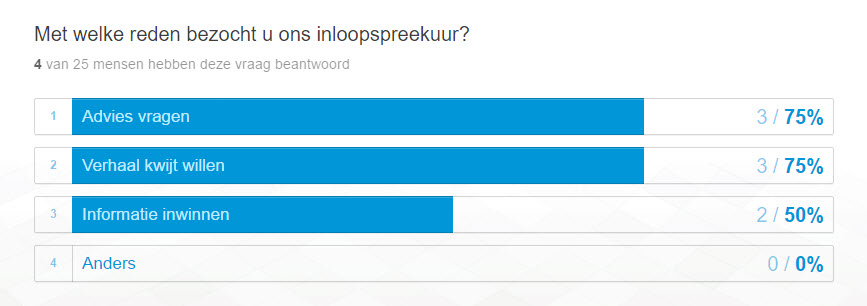 Met welke reden bezocht u ons inloopspreekuur?
4 van 25 mensen hebben deze vraag beantwoord
1 Advies vragen 3 / 75%
2 Verhaal kwijt willen 3 / 75%
3 Informatie inwinnen 2 / 50%
4 Anders 0 / 0%